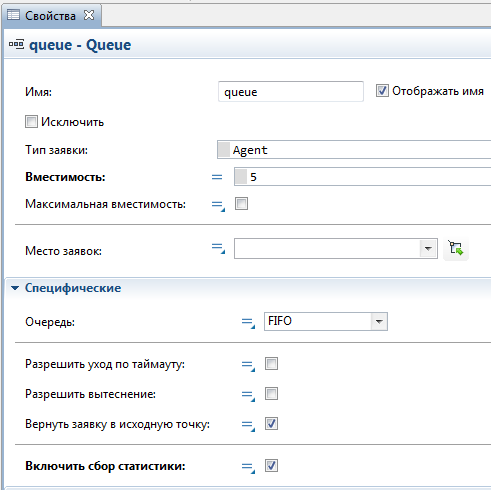 Свойства
queue - Queue
Имя: queue Отображать имя
Исключить
Тип заявки: Agent
Вместимость: 5
Максимальная вместимость:
Место заявок:
Специфические
Очередь: FIFO
Разрешить уход по таймауту:
Разрешить вытеснение:
Вернуть заявку в исходную точку:
Включить сбор статистики: